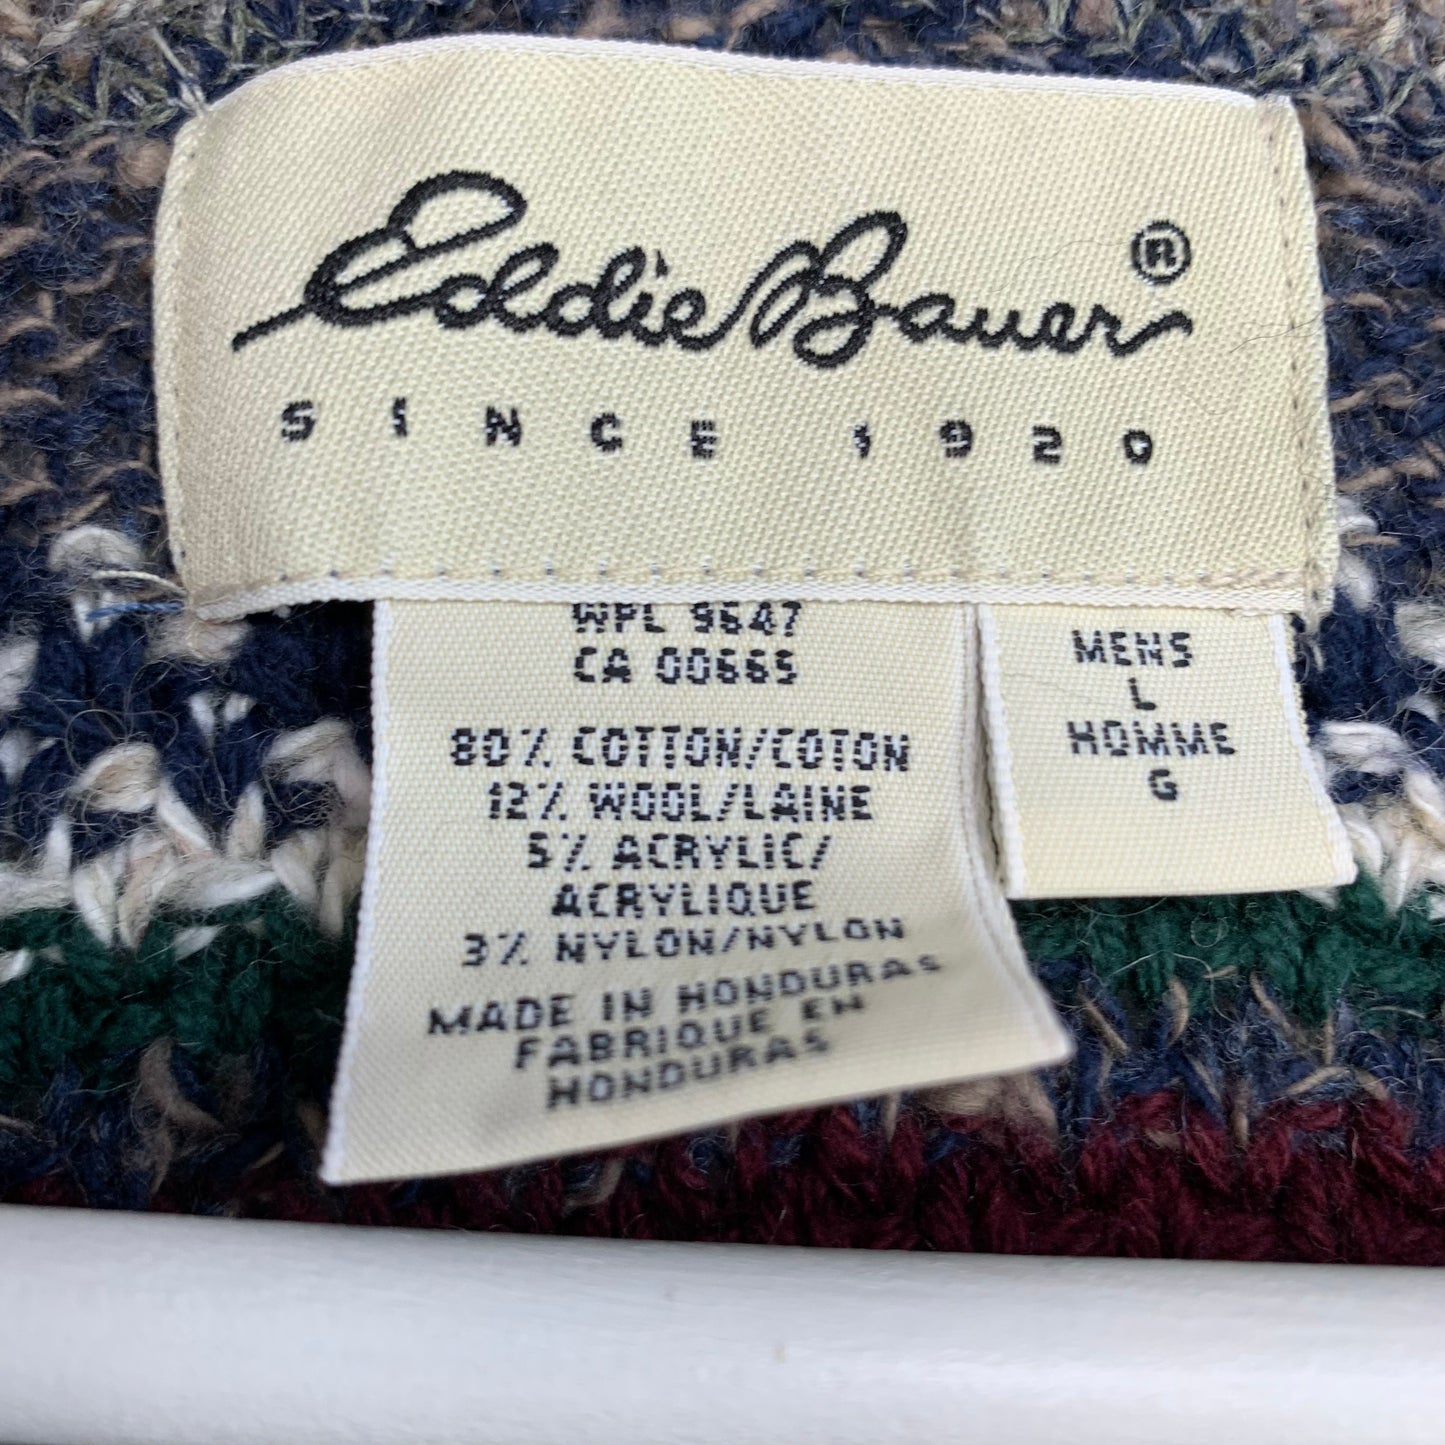 Eddie Bauer ®
SINCE 1920
WPL 9647
CA 00665
80% COTTON/COTON
12% WOOL/LAINE
5% ACRYLIC/
ACRYLIQUE
3% NYLON/NYLON
MADE IN HONDURAS
FABRIQUE EN
HONDURAS
MENS
L
HOMME
G